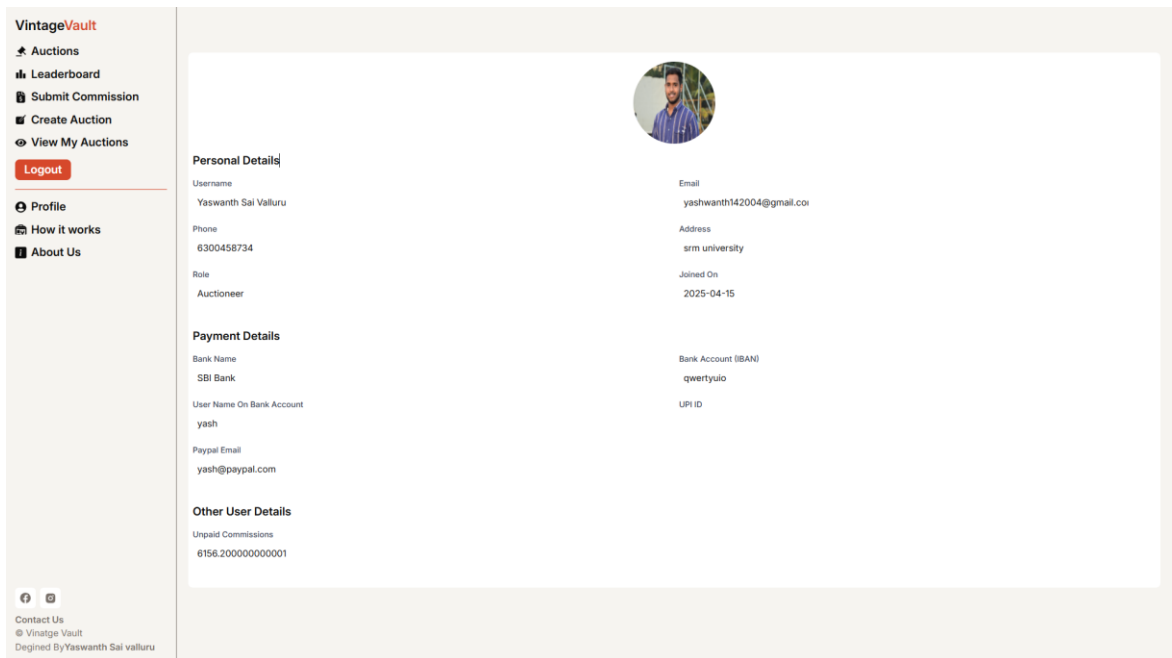 VintageVault
Auctions
Leaderboard
Submit Commission
Create Auction
View My Auctions
Logout
Profile
How it works
About Us
Personal Details
Username
Email
Yaswanth Sai Valluru
yashwanth142004@gmail.co
Phone
Address
6300458734
srm university
Role
Joined On
Auctioneer
2025-04-15
Payment Details
Bank Name
Bank Account (IBAN)
SBI Bank
qwertyuio
User Name On Bank Account
UPI ID
yash
Paypal Email
yash@paypal.com
Other User Details
Unpaid Commissions
6156.200000000001
Contact Us
© Vinatge Vault
Degined ByYaswanth Sai valluru